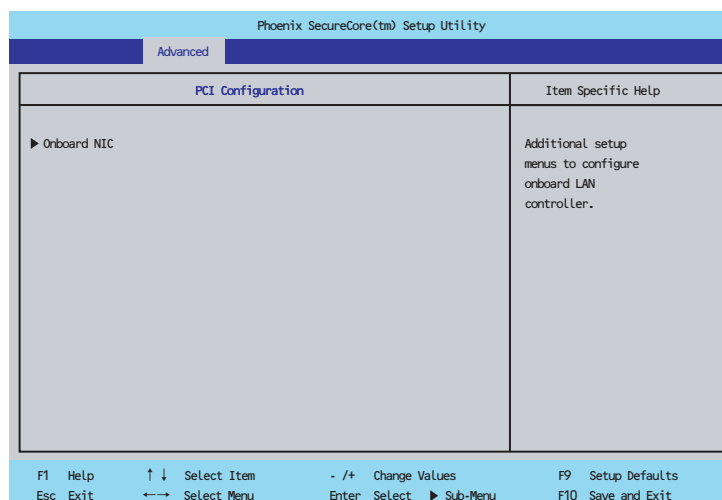 Phoenix SecureCore(tm) Setup Utility
Advanced
PCI Configuration
Item Specific Help
▶ Onboard NIC
Additional setup
menus to configure
onboard LAN
controller.
F1 Help ↑↓ Select Item - /+ Change Values F9 Setup Defaults
Esc Exit ←→ Select Menu Enter Select ▶ Sub-Menu F10 Save and Exit